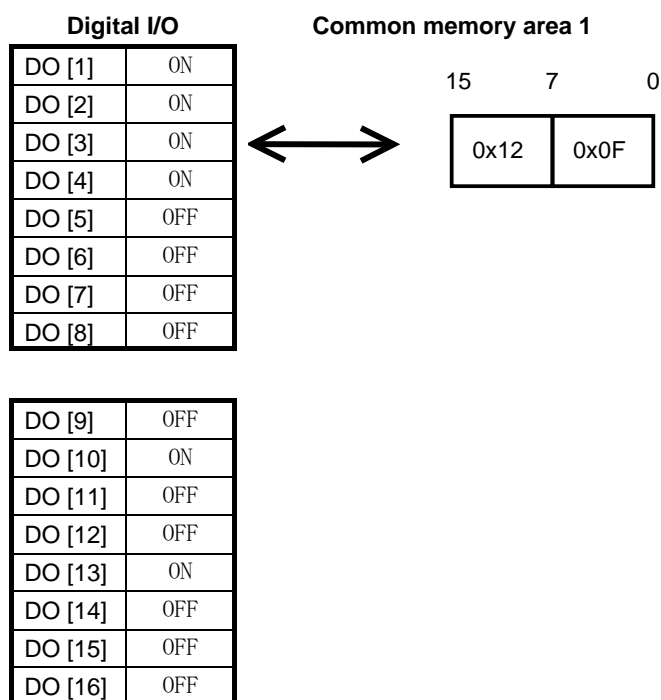 Digital I/O Common memory area 1
DO [1] ON
15 7 0
DO [2] ON
DO [3] ON
0x12 0x0F
DO [4] ON
DO [5] OFF
DO [6] OFF
DO [7] OFF
DO [8] OFF
DO [9] OFF
DO [10] ON
DO [11] OFF
DO [12] OFF
DO [13] ON
DO [14] OFF
DO [15] OFF
DO [16] OFF